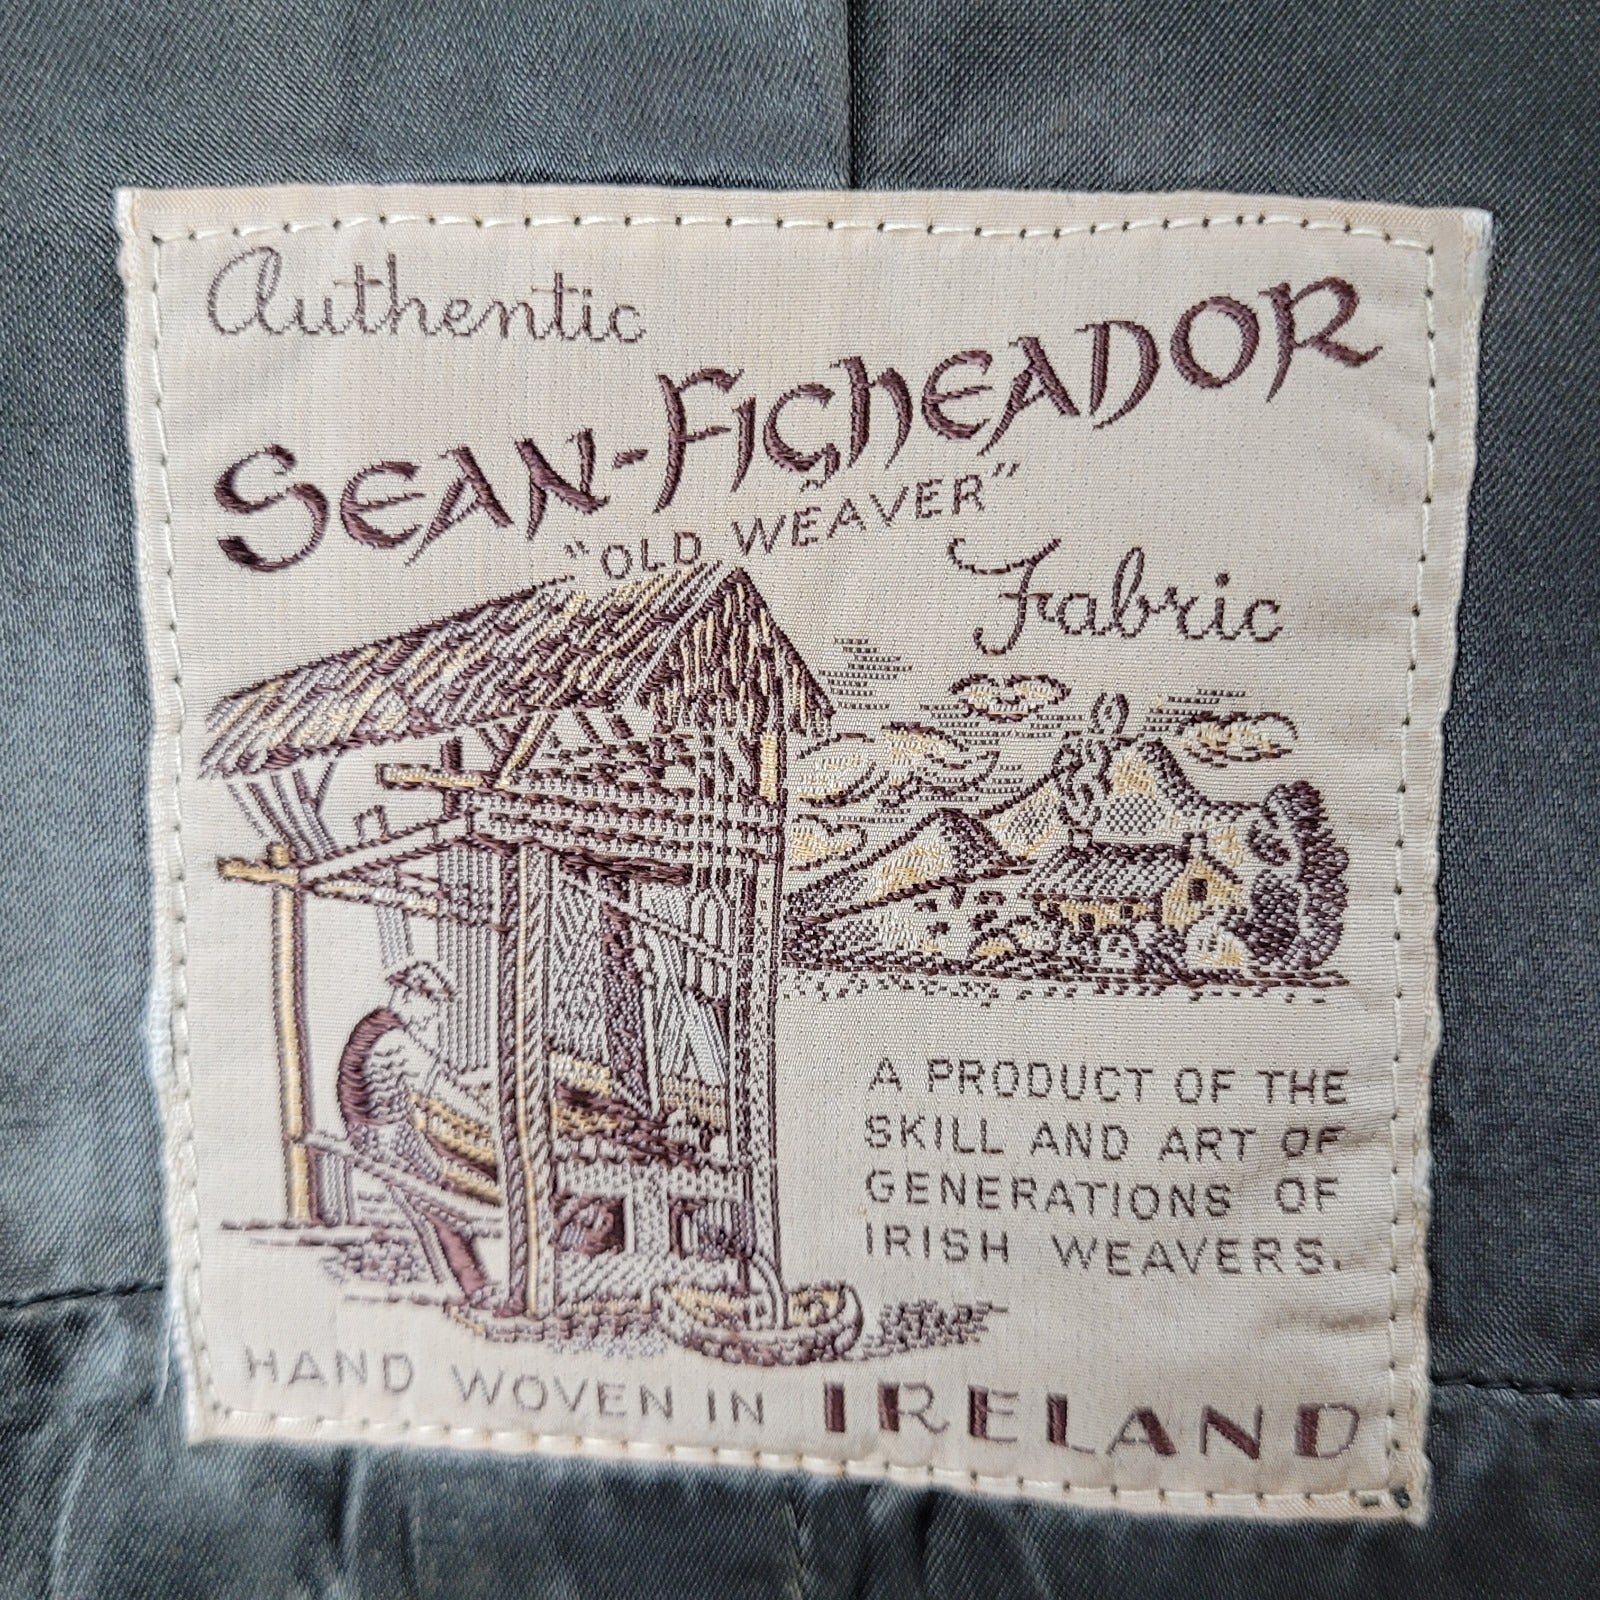 Authentic
SEAN-FIGHEADOR
"OLD WEAVER"
Fabric
A PRODUCT OF THE
SKILL AND ART OF
GENERATIONS OF
IRISH WEAVERS.
HAND WOVEN IN IRELAND